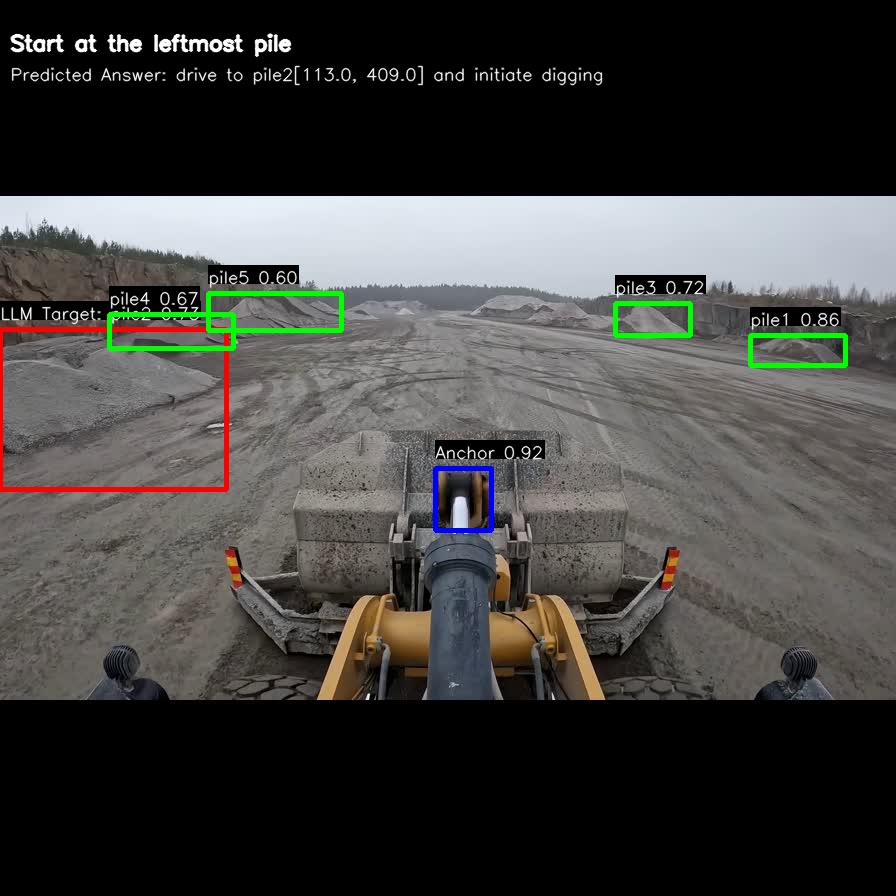 Start at the leftmost pile
Predicted Answer: drive to pile2[113.0, 409.0] and initiate digging
pile5 0.60
pile3 0.72
pile4 0.67
LLM Target: pile2 0.73
pile1 0.86
Anchor 0.92